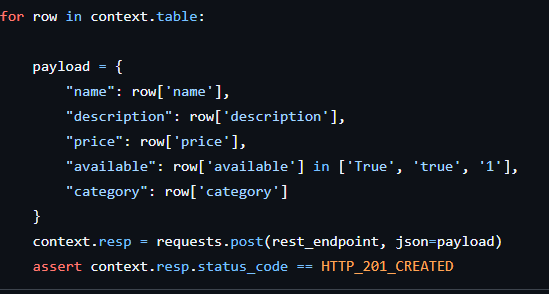 for row in context.table:
payload = {
"name": row['name'],
"description": row['description'],
"price": row['price'],
"available": row['available'] in ['True', 'true', '1'],
"category": row['category']
}
context.resp = requests.post(rest_endpoint, json=payload)
assert context.resp.status_code == HTTP_201_CREATED